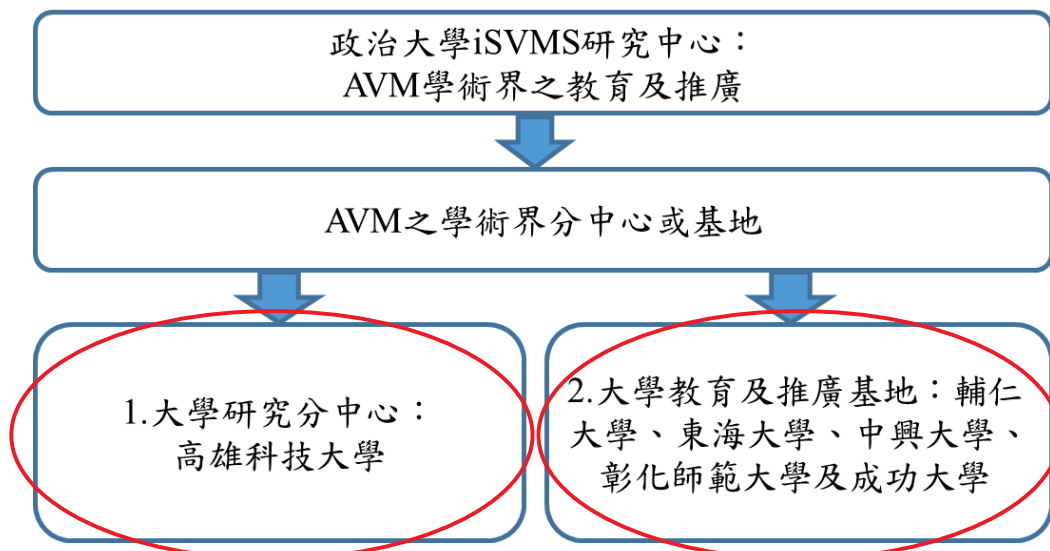 政治大學iSVMS研究中心：
AVM學術界之教育及推廣
AVM之學術界分中心或基地
1.大學研究分中心：
高雄科技大學
2.大學教育及推廣基地：輔仁
大學、東海大學、中興大學、
彰化師範大學及成功大學